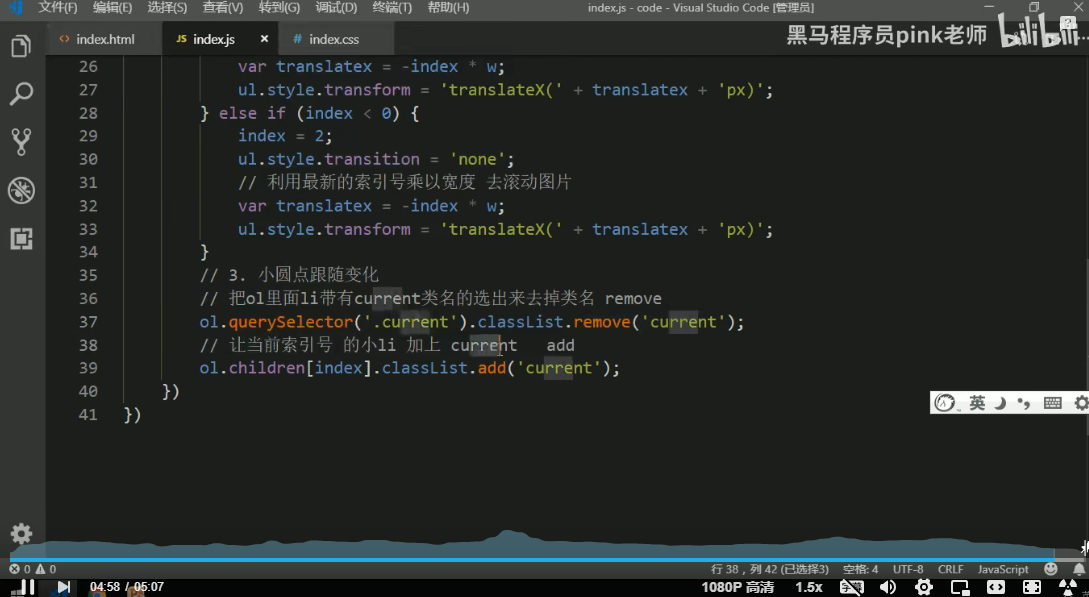 文件(F) 编辑(E) 选择(S) 查看(V) 转到(G) 调试(D) 终端(T) 帮助(H) index.js - code - Visual Studio Code [管理员]
<> index.html JS index.js × # index.css
黑马程序员pink老师 bilibili
26 var translatex = -index * w;
27 ul.style.transform = 'translateX(' + translatex + 'px)';
28 } else if (index < 0) {
29 index = 2;
30 ul.style.transition = 'none';
31 // 利用最新的索引号乘以宽度 去滚动图片
32 var translatex = -index * w;
33 ul.style.transform = 'translateX(' + translatex + 'px)';
34 }
35 // 3. 小圆点跟随变化
36 // 把ol里面li带有current类名的选出来去掉类名 remove
37 ol.querySelector('.current').classList.remove('current');
38 // 让当前索引号 的小li 加上 current add
39 ol.children[index].classList.add('current');
40 })
41 })
英
0 0 行 38，列 42 (已选择3) 空格: 4 UTF-8 CRLF JavaScript
04:58 / 05:07 1080P 高清 1.5x 字幕